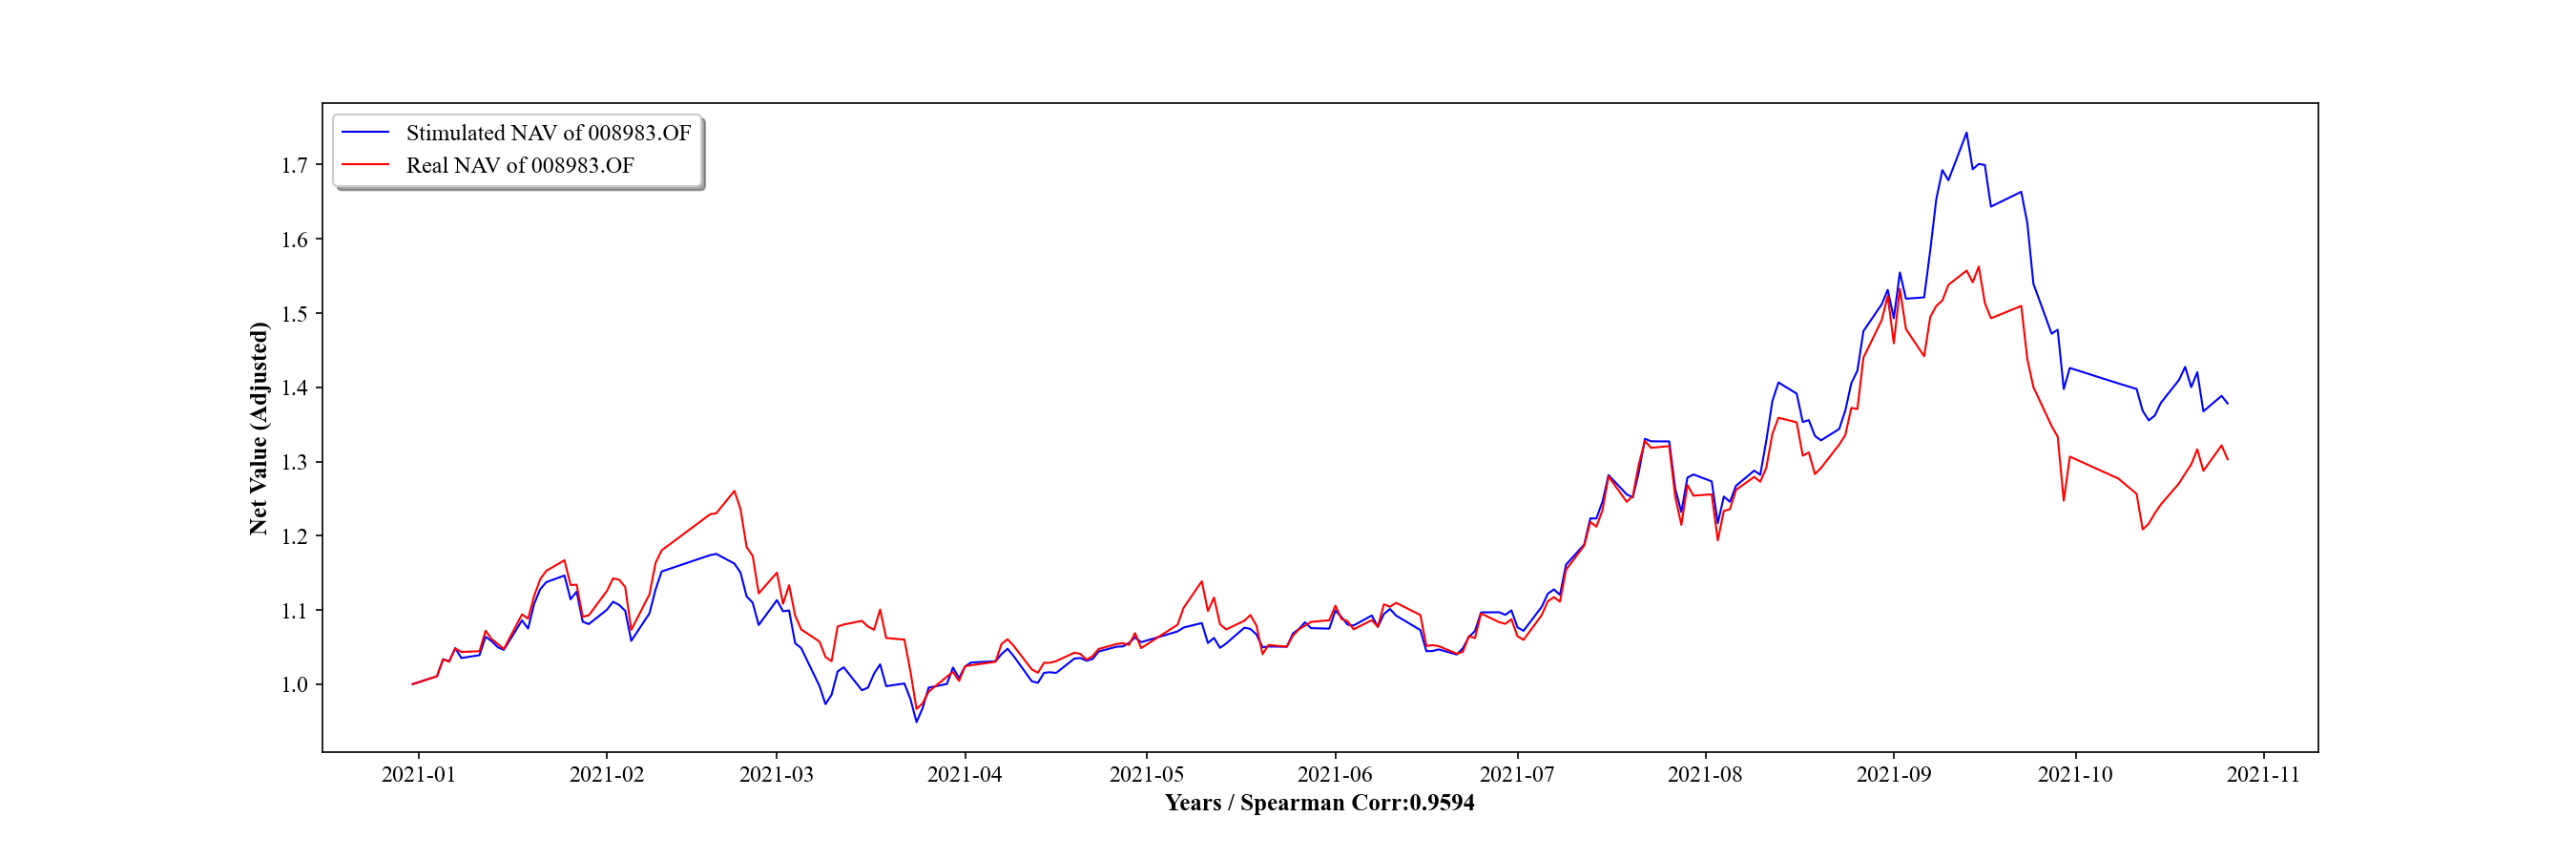 Stimulated NAV of 008983.OF
Real NAV of 008983.OF
Net Value (Adjusted)
1.7
1.6
1.5
1.4
1.3
1.2
1.1
1.0
2021-01 2021-02 2021-03 2021-04 2021-05 2021-06 2021-07 2021-08 2021-09 2021-10 2021-11
Years / Spearman Corr:0.9594